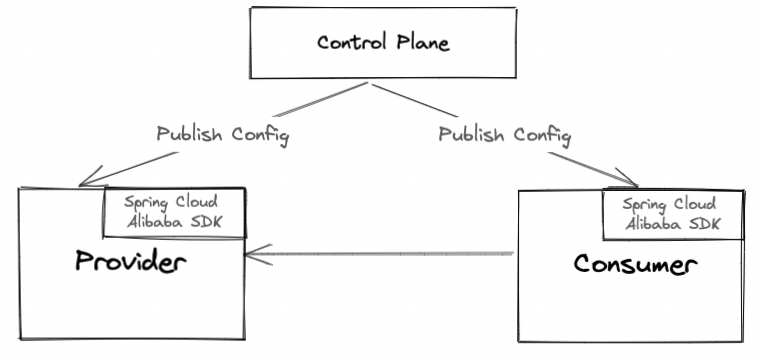 Control Plane
Publish Config
Publish Config
Spring Cloud
Alibaba SDK
Provider
Spring Cloud
Alibaba SDK
Consumer